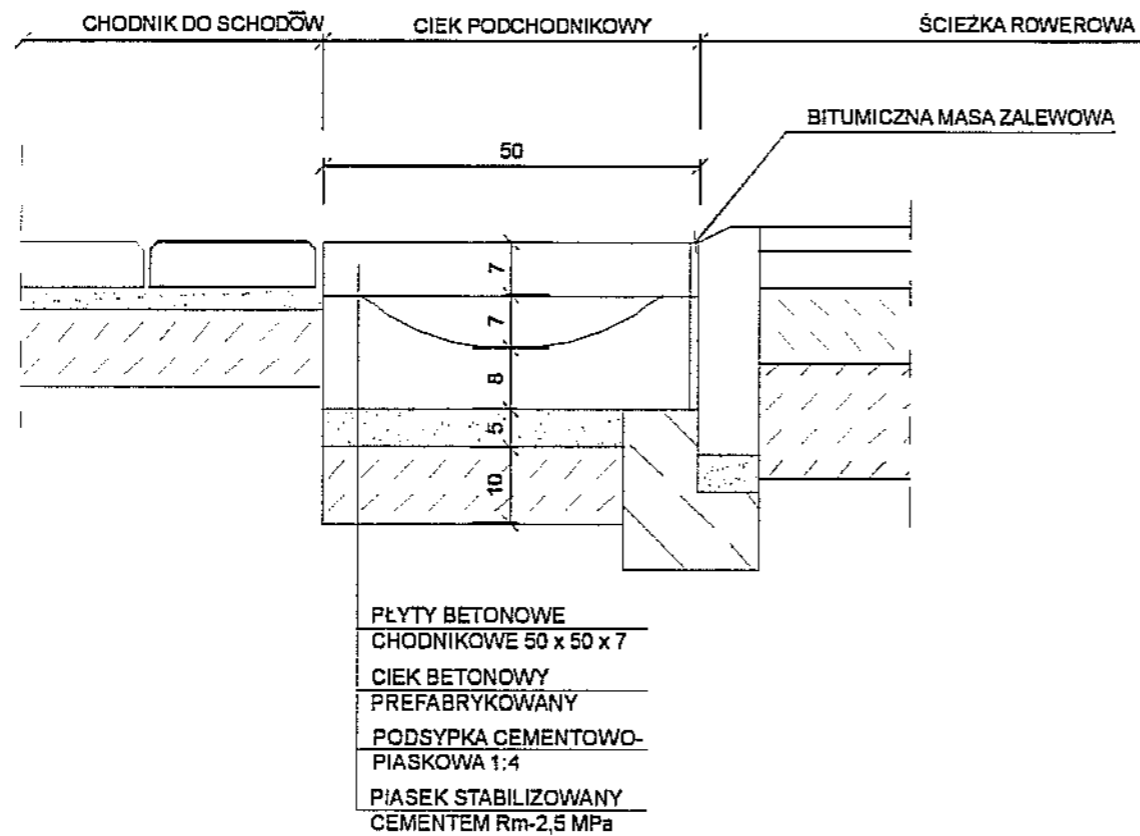 CHODNIK DO SCHODÓW
CIEK PODCHODNIKOWY
ŚCIEŻKA ROWEROWA
BITUMICZNA MASA ZALEWOWA
50
7
7
8
5
10
PŁYTY BETONOWE
CHODNIKOWE 50 x 50 x 7
CIEK BETONOWY
PREFABRYKOWANY
PODSYPKA CEMENTOWO-
PIASKOWA 1:4
PIASEK STABILIZOWANY
CEMENTEM Rm-2,5 MPa